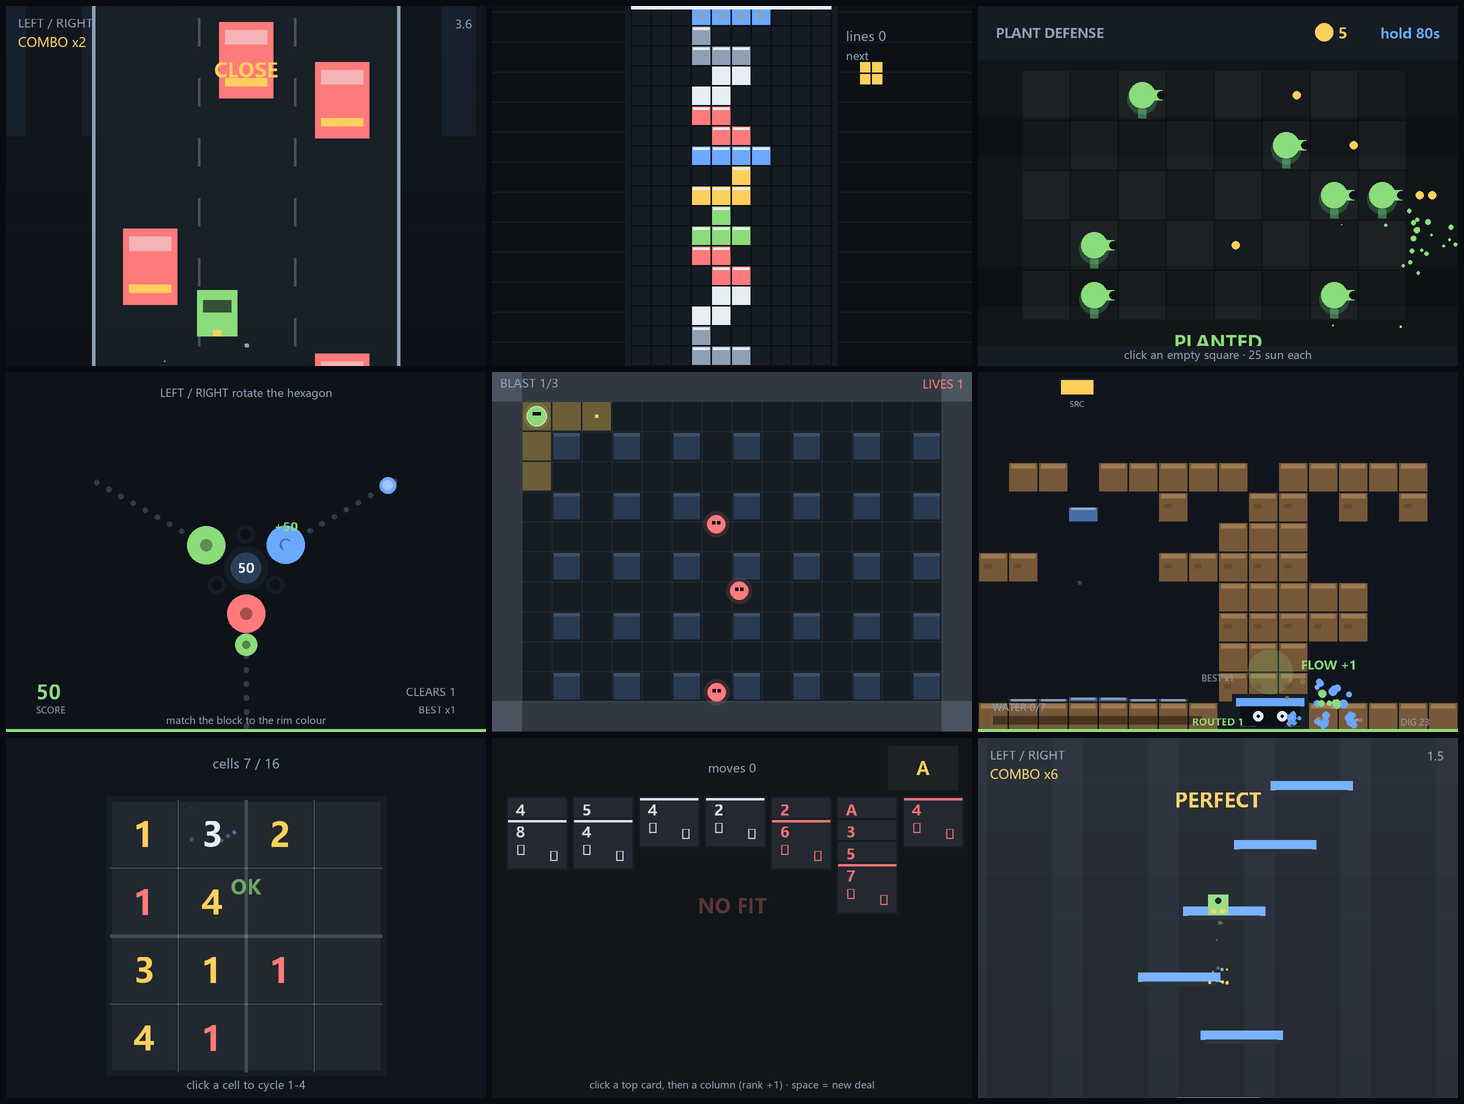 LEFT / RIGHT
COMBO x2
3.6
CLOSE
lines 0
next
PLANT DEFENSE
5
hold 80s
PLANTED
click an empty square · 25 sun each
LEFT / RIGHT rotate the hexagon
+50
50
50
SCORE
CLEARS 1
BEST x1
match the block to the rim colour
BLAST 1/3
LIVES 1
SRC
FLOW +1
BEST x1
WATER 0/7
ROUTED 1
DIG 23
cells 7 / 16
1 3 2
1 4
OK
3 1 1
4 1
click a cell to cycle 1-4
moves 0
A
4 5 4 2 2 A 4
8 4 6 3
5
7
NO FIT
click a top card, then a column (rank +1) · space = new deal
LEFT / RIGHT
COMBO x6
1.5
PERFECT